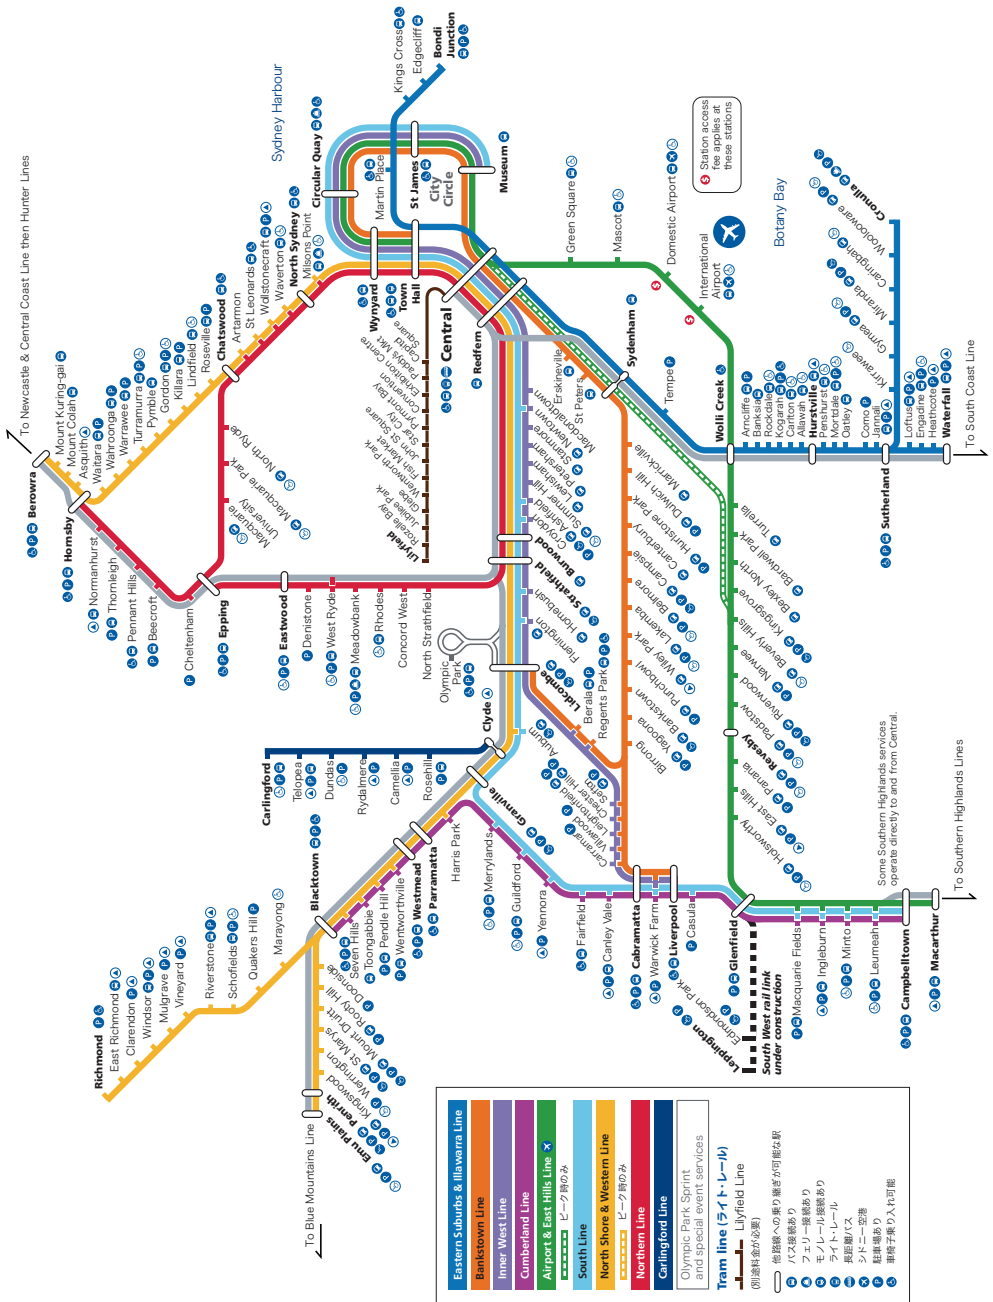 To Newcastle & Central Coast Line then Hunter Lines
Berowra
Mount Kuring-gai
Mount Colah
Asquith
Hornsby
Waitara
Wahroonga
Warrawee
Turramurra
Pymble
Gordon
Killara
Lindfield
Roseville
Chatswood
Artarmon
St Leonards
Wollstonecraft
Waverton
North Sydney
Milsons Point
Sydney Harbour
Circular Quay
Wynyard
Town
Hall
Martin Place
St James
City
Circle
Museum
Kings Cross
Edgecliff
Bondi
Junction
Normanhurst
Thornleigh
Pennant Hills
Beecroft
Cheltenham
Epping
North Ryde
Macquarie Park
Macquarie
University
Eastwood
Denistone
West Ryde
Meadowbank
Rhodes
Concord West
North Strathfield
Olympic
Park
Central
Capitol
Square
Paddy's Mkt
Exhibition Centre
Convention
Pyrmont Bay
Star City
John St Square
Fish Market
Wentworth Park
Glebe
Jubilee Park
Rozelle Bay
Lilyfield
Redfern
Macdonaldtown
Newtown
Stanmore
Petersham
Lewisham
Summer Hill
Ashfield
Croydon
Burwood
Strathfield
Homebush
Flemington
Lidcombe
Auburn
Clyde
Granville
Harris Park
Parramatta
Westmead
Wentworthville
Pendle Hill
Toongabbie
Seven Hills
Blacktown
Marayong
Quakers Hill
Schofields
Riverstone
Vineyard
Mulgrave
Windsor
Clarendon
East Richmond
Richmond
Doonside
Rooty Hill
Mount Druitt
St Marys
Werrington
Kingswood
Penrith
Emu Plains
To Blue Mountains Line
Carlingford
Telopea
Dundas
Rydalmere
Camellia
Rosehill
Erskineville
St Peters
Sydenham
Tempe
Green Square
Mascot
Domestic Airport
International
Airport
Station access
fee applies at
these stations
Botany Bay
Wolli Creek
Arncliffe
Banksia
Rockdale
Kogarah
Carlton
Allawah
Hurstville
Penshurst
Mortdale
Oatley
Como
Jannali
Sutherland
Loftus
Engadine
Heathcote
Waterfall
To South Coast Line
Kirrawee
Gymea
Miranda
Caringbah
Woolooware
Cronulla
Marrickville
Dulwich Hill
Hurlstone Park
Canterbury
Campsie
Belmore
Lakemba
Wiley Park
Punchbowl
Bankstown
Yagoona
Birrong
Regents Park
Berala
Sefton
Chester Hill
Leightonfield
Villawood
Carramar
Turrella
Bardwell Park
Bexley North
Kingsgrove
Beverly Hills
Narwee
Riverwood
Padstow
Revesby
Panania
East Hills
Holsworthy
Merrylands
Guildford
Yennora
Fairfield
Canley Vale
Cabramatta
Warwick Farm
Liverpool
Casula
Glenfield
Edmondson Park
Leppington
South West rail line
under construction
Macquarie Fields
Ingleburn
Minto
Leumeah
Campbelltown
Macarthur
Some Southern Highlands services
operate directly to and from Central.
To Southern Highlands Lines
Eastern Suburbs & Illawarra Line
Bankstown Line
Inner West Line
Cumberland Line
Airport & East Hills Line
ピーク時のみ
South Line
North Shore & Western Line
ピーク時のみ
Northern Line
Carlingford Line
Olympic Park Sprint
and special event services
Tram line (ライト・レール)
Lilyfield Line
(別途料金が必要)
他路線への乗り継ぎが可能な駅
バス接続あり
フェリー接続あり
モノレール接続あり
ライト・レール
長距離バス
シドニー空港
駐車場あり
車椅子乗り入れ可能